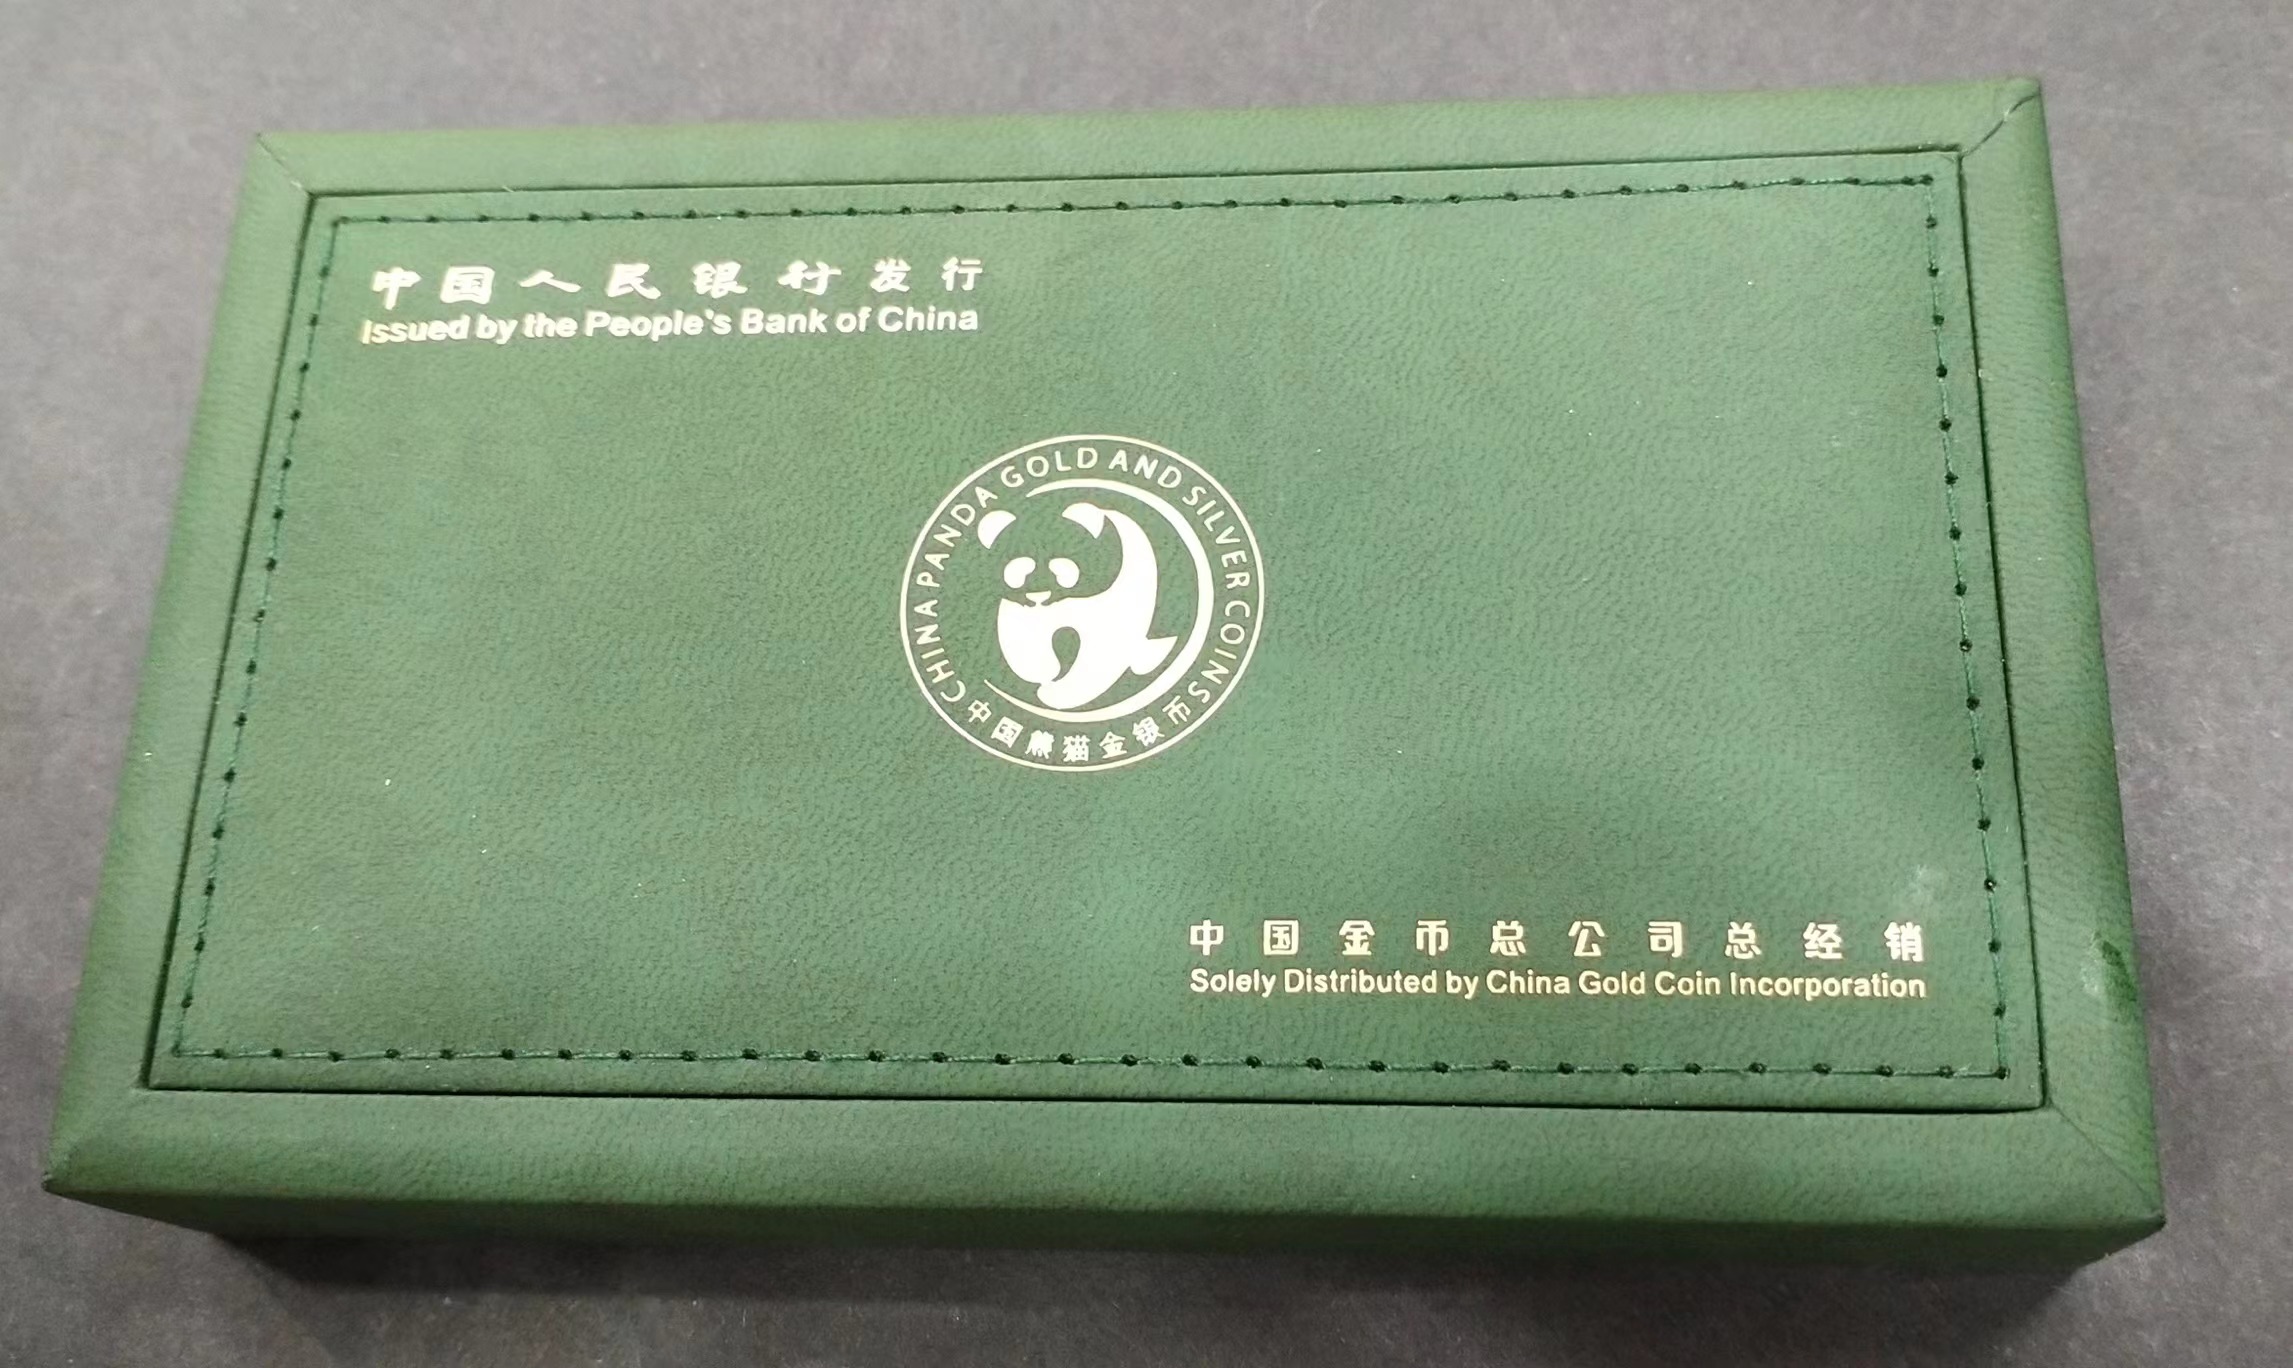 中国人民银行发行
Issued by the People's Bank of China
CHINA PANDA GOLD AND SILVER COINS
中国熊猫金银币
中国金币总公司总经销
Solely Distributed by China Gold Coin Incorporation